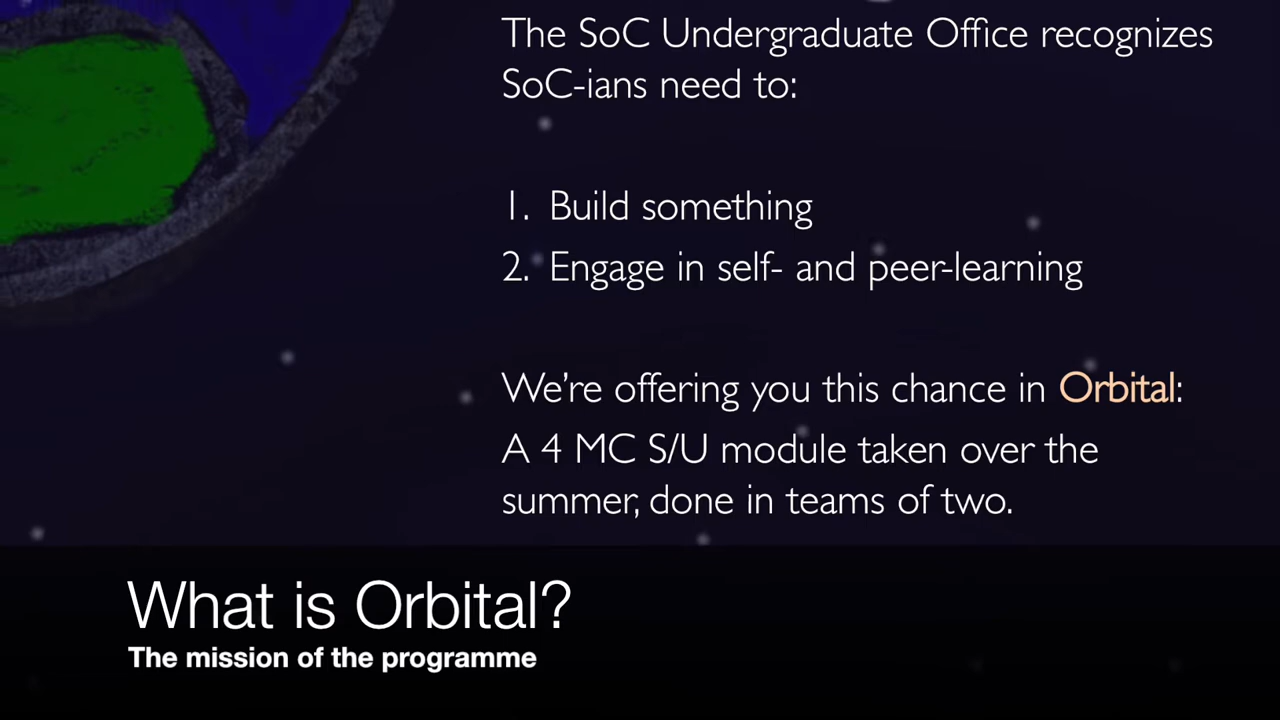 The SoC Undergraduate Office recognizes
SoC-ians need to:
1. Build something
2. Engage in self- and peer-learning
We're offering you this chance in Orbital:
A 4 MC S/U module taken over the
summer, done in teams of two.
What is Orbital?
The mission of the programme